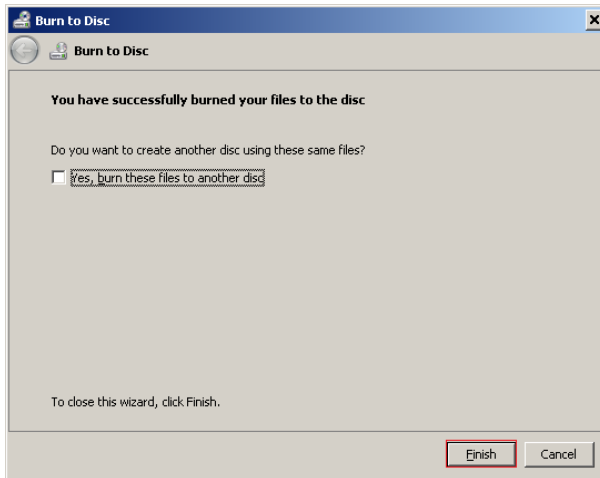 Burn to Disc
Burn to Disc
You have successfully burned your files to the disc
Do you want to create another disc using these same files?
Yes, burn these files to another disc
To close this wizard, click Finish.
Finish Cancel